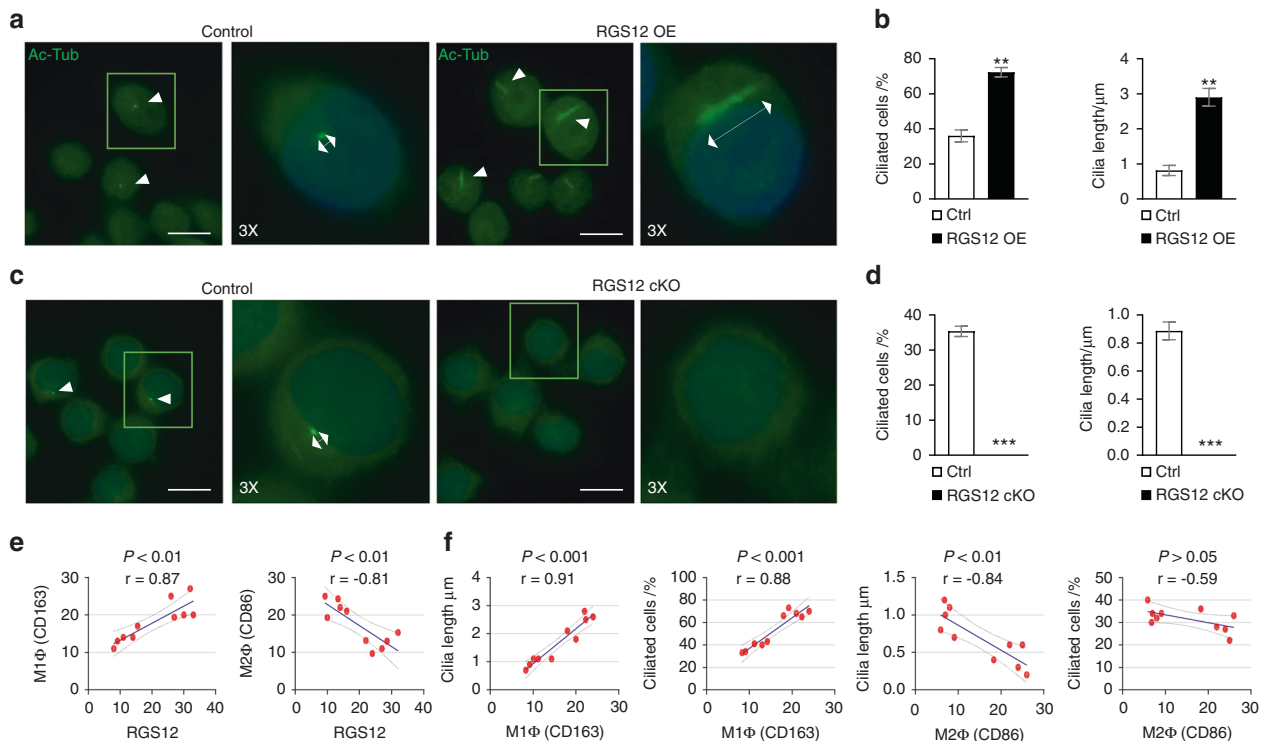 a
Control
RGS12 OE
Ac-Tub
Ac-Tub
3X
3X
b
Ciliated cells /%
80
60
40
20
0
**
Ctrl
RGS12 OE
Cilia length/μm
4
3
2
1
0
**
Ctrl
RGS12 OE
c
Control
RGS12 cKO
3X
3X
d
Ciliated cells /%
40
35
30
20
10
0
***
Ctrl
RGS12 cKO
Cilia length/μm
1.0
0.8
0.6
0.4
0.2
0.0
***
Ctrl
RGS12 cKO
e
P < 0.01
r = 0.87
M1Φ (CD163)
30
20
10
0
0 10 20 30 40
RGS12
P < 0.01
r = -0.81
M2Φ (CD86)
30
20
10
0
0 10 20 30 40
RGS12
f
P < 0.001
r = 0.91
Cilia length μm
4
3
2
1
0
0 10 20 30
M1Φ (CD163)
P < 0.001
r = 0.88
Ciliated cells /%
100
80
60
40
20
0
0 10 20 30
M1Φ (CD163)
P < 0.01
r = -0.84
Cilia length μm
1.5
1.0
0.5
0.0
0 10 20 30
M2Φ (CD86)
P > 0.05
r = -0.59
Ciliated cells /%
50
40
30
20
10
0
0 10 20 30
M2Φ (CD86)